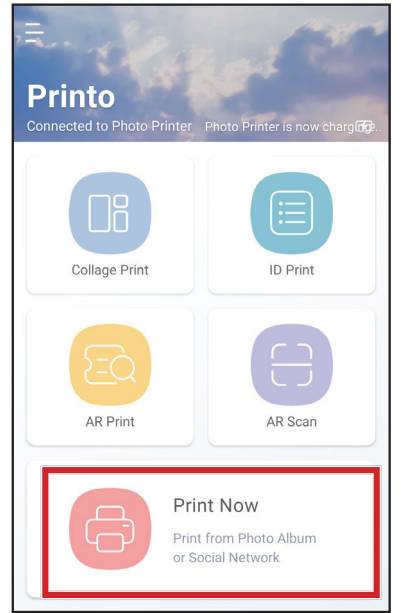 Printo
Connected to Photo Printer Photo Printer is now charging..
Collage Print ID Print
AR Print AR Scan
Print Now
Print from Photo Album
or Social Network